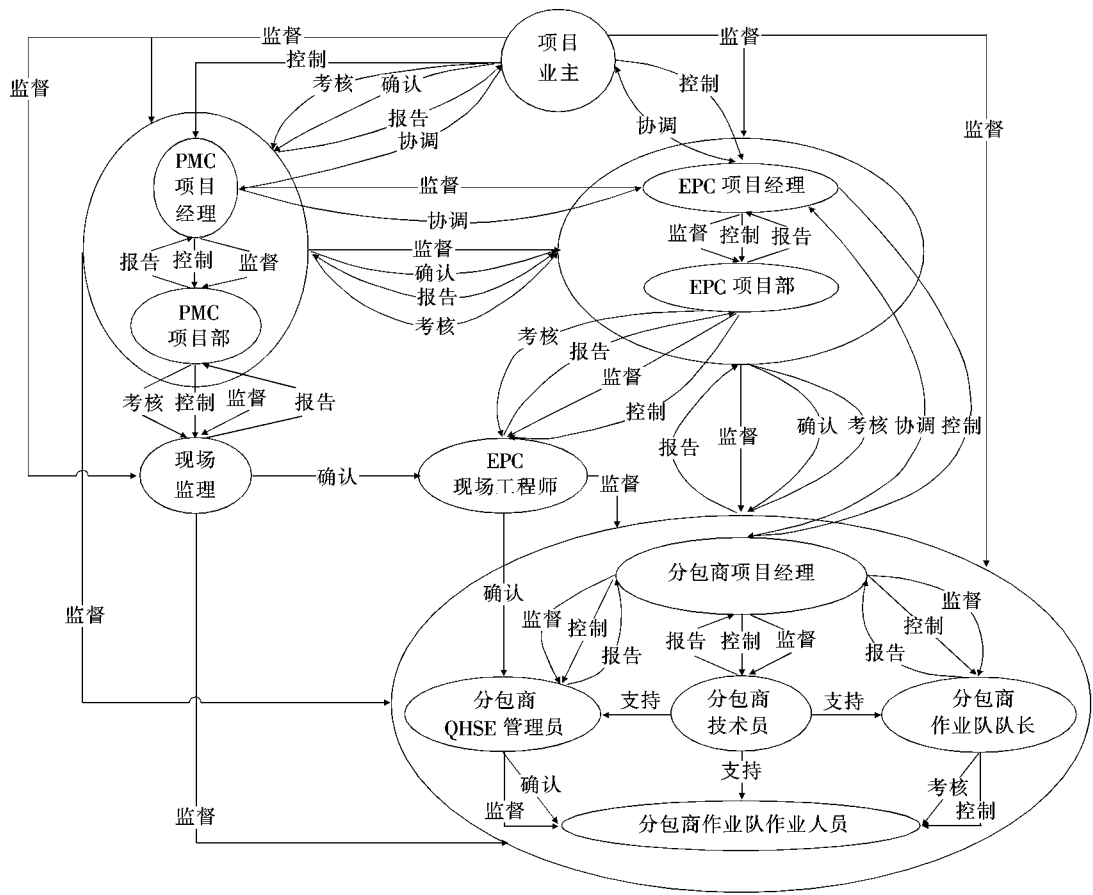 监督
监督
项目
业主
监督
控制
考核
确认
控制
报告
协调
协调
监督
监督
PMC
项目
经理
监督
EPC 项目经理
协调
监督
控制
报告
报告
控制
监督
监督
确认
报告
考核
EPC 项目部
PMC
项目部
考核
报告
监督
控制
考核
控制
监督
报告
报告
监督
确认
考核
协调
控制
现场
监理
确认
EPC
现场工程师
监督
分包商项目经理
监督
确认
监督
控制
报告
报告
控制
监督
监督
控制
报告
分包商
QHSE 管理员
支持
分包商
技术员
支持
分包商
作业队队长
确认
监督
支持
考核
控制
监督
分包商作业队作业人员